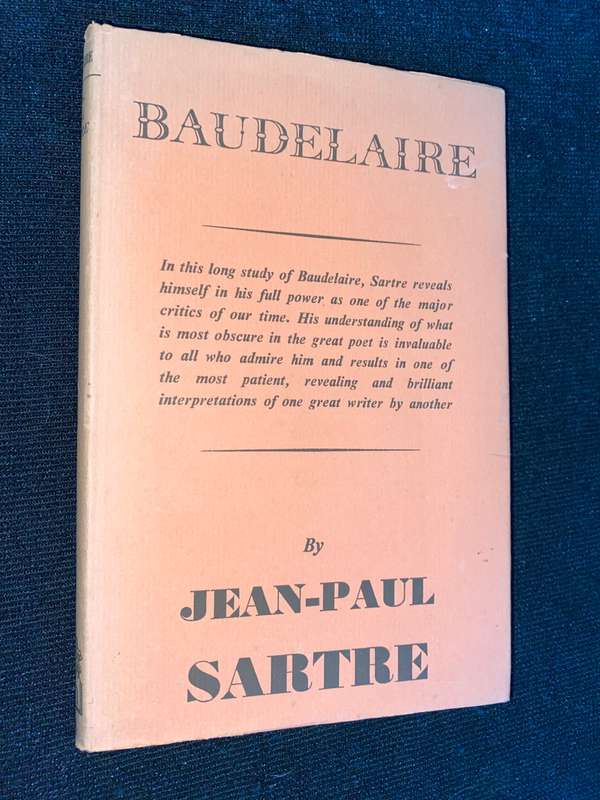 BAUDELAIRE
In this long study of Baudelaire, Sartre reveals
himself in his full power as one of the major
critics of our time. His understanding of what
is most obscure in the great poet is invaluable
to all who admire him and results in one of
the most patient, revealing and brilliant
interpretations of one great writer by another
By
JEAN-PAUL
SARTRE